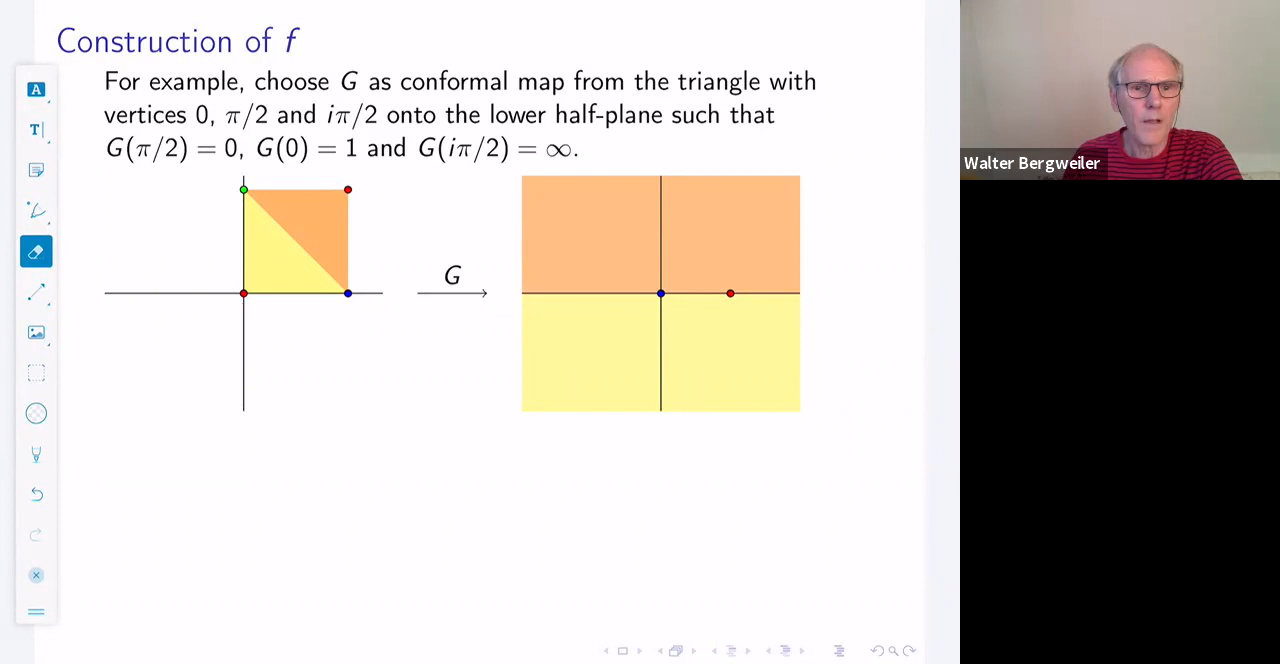 Construction of f
For example, choose G as conformal map from the triangle with
vertices 0, π/2 and iπ/2 onto the lower half-plane such that
G(π/2) = 0, G(0) = 1 and G(iπ/2) = ∞.
G
Walter Bergweiler
A
T